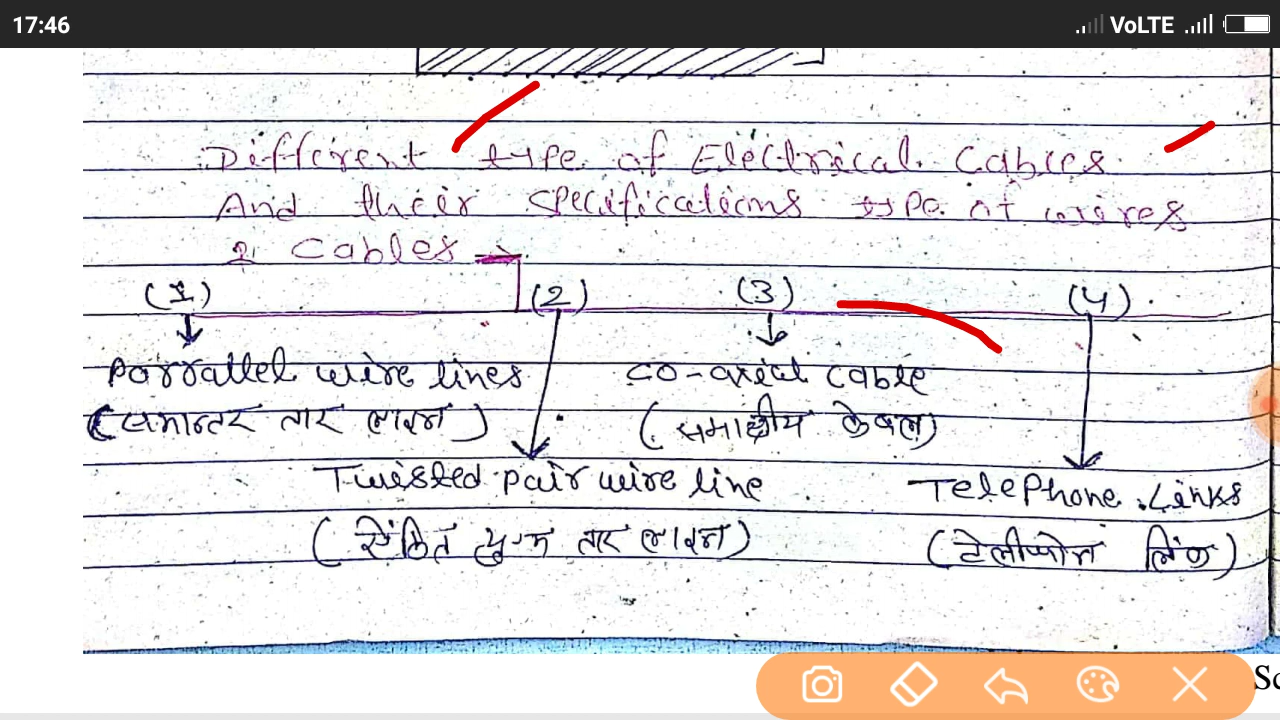 17:46 VoLTE
Different type of Electrical Cables
And their specifications type of wires
& Cables →
(1) (2) (3) (4)
Parrallel wire lines co-axial cable
(समान्तर तार लाइन) (समाक्षीय केबल)
Twisted pair wire line Telephone Links
(ऐंठित युग्म तार लाइन) (टेलीफोन लिंक)